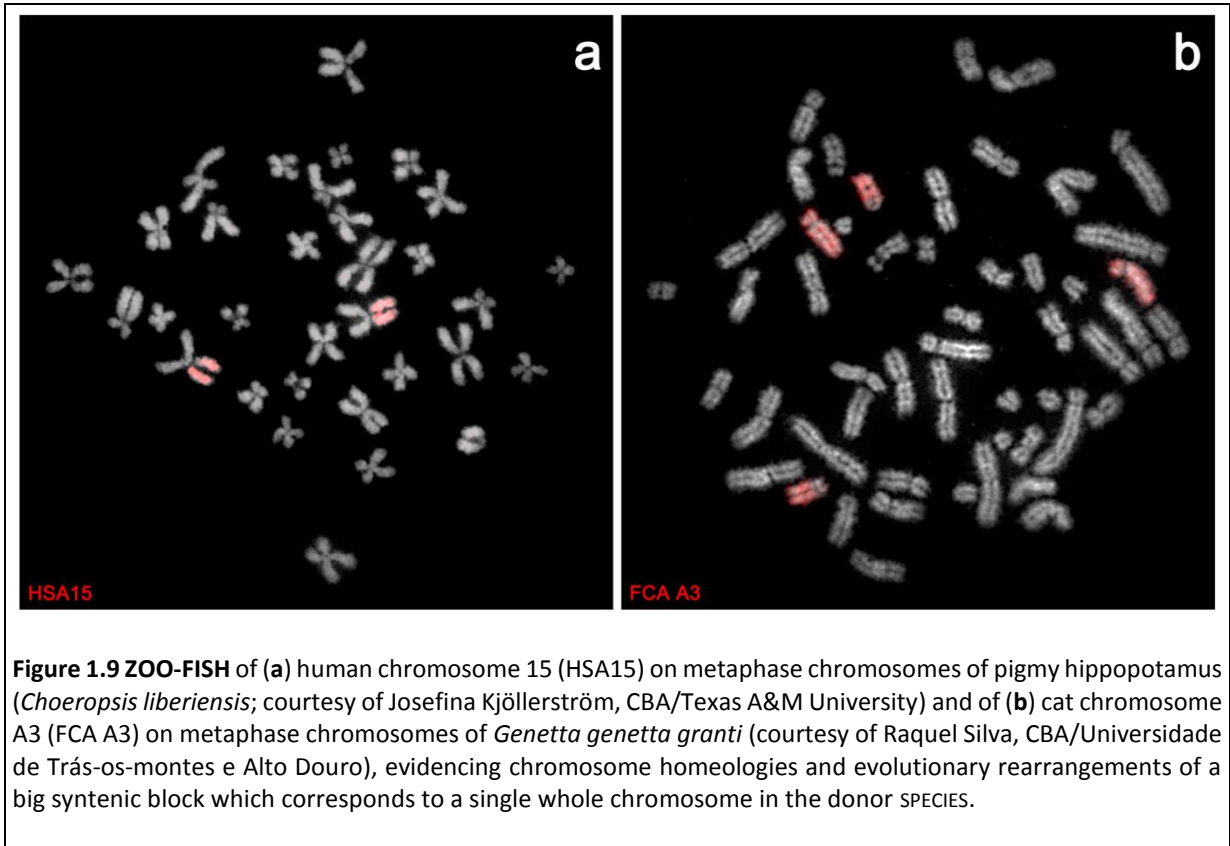 a
b
HSA15
FCA A3
Figure 1.9 ZOO-FISH of (a) human chromosome 15 (HSA15) on metaphase chromosomes of pigmy hippopotamus
(Choeropsis liberiensis; courtesy of Josefina Kjöllerström, CBA/Texas A&M University) and of (b) cat chromosome
A3 (FCA A3) on metaphase chromosomes of Genetta genetta granti (courtesy of Raquel Silva, CBA/Universidade
de Trás-os-montes e Alto Douro), evidencing chromosome homeologies and evolutionary rearrangements of a
big syntenic block which corresponds to a single whole chromosome in the donor SPECIES.